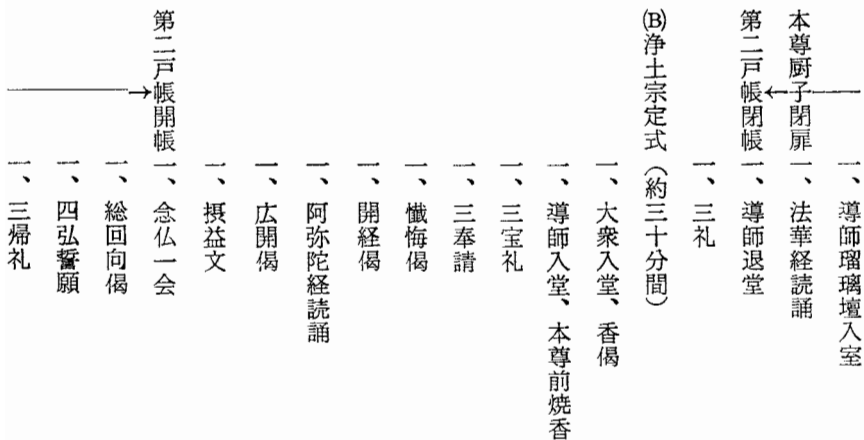 一、導師瑠璃壇入室
本尊厨子閉扉
一、法華経読誦
第二戸帳閉帳
一、導師退堂
一、三礼
(B)浄土宗定式(約三十分間)
一、大衆入堂、香偈
一、導師入堂、本尊前焼香
一、三宝礼
一、三奉請
一、懺悔偈
一、開経偈
一、阿弥陀経読誦
一、広開偈
一、摂益文
第二戸帳開帳
一、念仏一会
一、総回向偈
一、四弘誓願
一、三帰礼